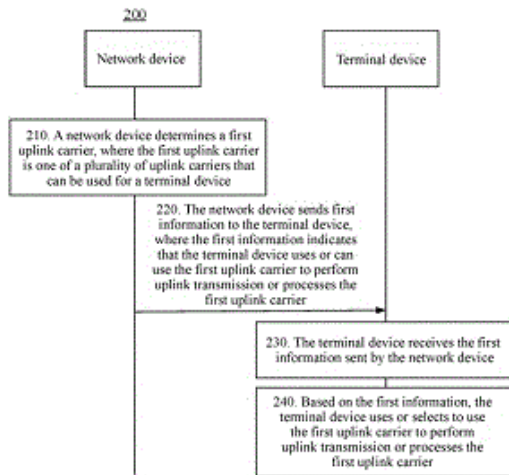 200
Network device
Terminal device
210. A network device determines a first
uplink carrier, where the first uplink carrier
is one of a plurality of uplink carriers that
can be used for a terminal device
220. The network device sends first
information to the terminal device,
where the first information indicates
that the terminal device uses or can
use the first uplink carrier to perform
uplink transmission or processes the
first uplink carrier
230. The terminal device receives the first
information sent by the network device
240. Based on the first information, the
terminal device uses or selects to use
the first uplink carrier to perform
uplink transmission or processes the
first uplink carrier